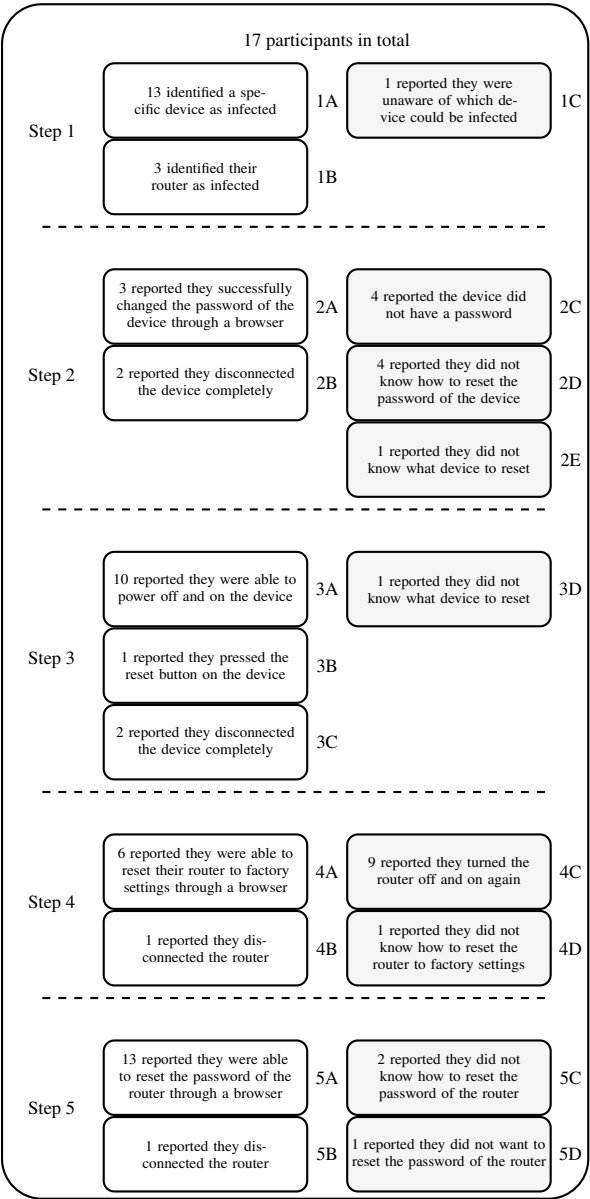 17 participants in total
Step 1
13 identified a spe-
cific device as infected
1A
1 reported they were
unaware of which de-
vice could be infected
1C
3 identified their
router as infected
1B
Step 2
3 reported they successfully
changed the password of the
device through a browser
2A
4 reported the device did
not have a password
2C
2 reported they disconnected
the device completely
2B
4 reported they did not
know how to reset the
password of the device
2D
1 reported they did not
know what device to reset
2E
Step 3
10 reported they were able to
power off and on the device
3A
1 reported they did not
know what device to reset
3D
1 reported they pressed the
reset button on the device
3B
2 reported they disconnected
the device completely
3C
Step 4
6 reported they were able to
reset their router to factory
settings through a browser
4A
9 reported they turned the
router off and on again
4C
1 reported they dis-
connected the router
4B
1 reported they did not
know how to reset the
router to factory settings
4D
Step 5
13 reported they were able
to reset the password of the
router through a browser
5A
2 reported they did not
know how to reset the
password of the router
5C
1 reported they dis-
connected the router
5B
1 reported they did not want to
reset the password of the router
5D